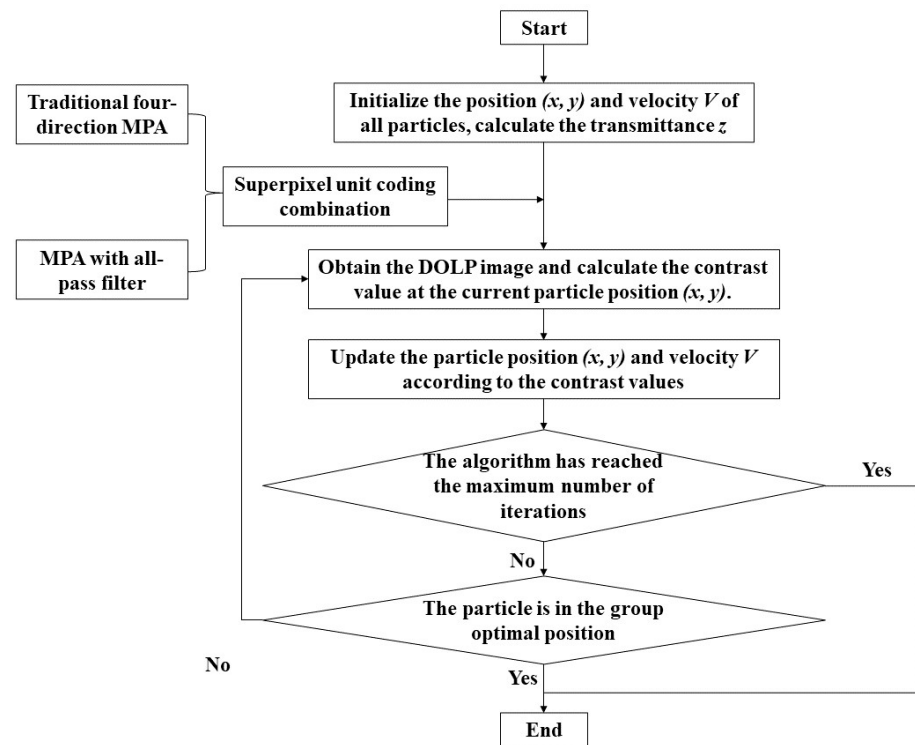 Start
Initialize the position (x, y) and velocity V of
all particles, calculate the transmittance z
Traditional four-
direction MPA
Superpixel unit coding
combination
MPA with all-
pass filter
Obtain the DOLP image and calculate the contrast
value at the current particle position (x, y).
Update the particle position (x, y) and velocity V
according to the contrast values
The algorithm has reached
the maximum number of
iterations
Yes
No
The particle is in the group
optimal position
No
Yes
End